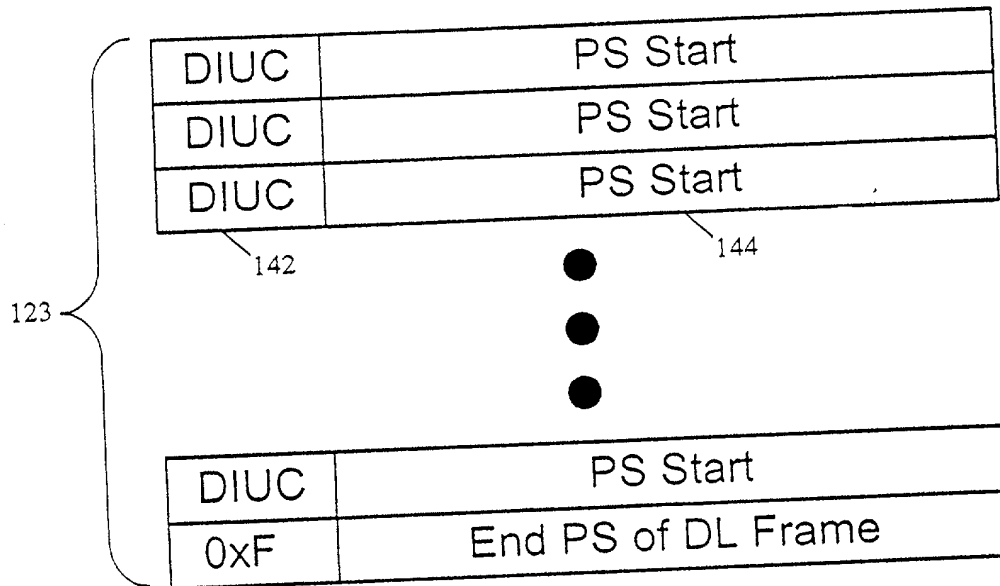 DIUC PS Start
DIUC PS Start
DIUC PS Start
142 144
123
DIUC PS Start
0xF End PS of DL Frame